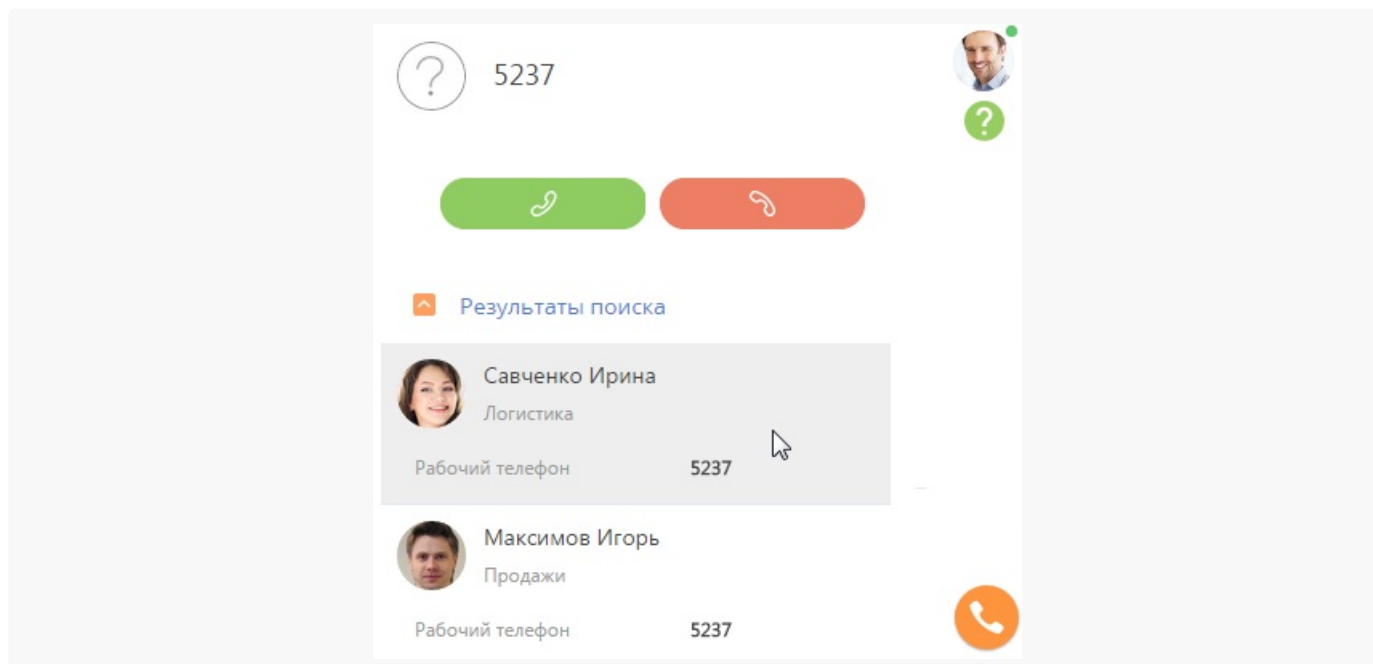 5237
Результаты поиска
Савченко Ирина
Логистика
Рабочий телефон 5237
Максимов Игорь
Продажи
Рабочий телефон 5237